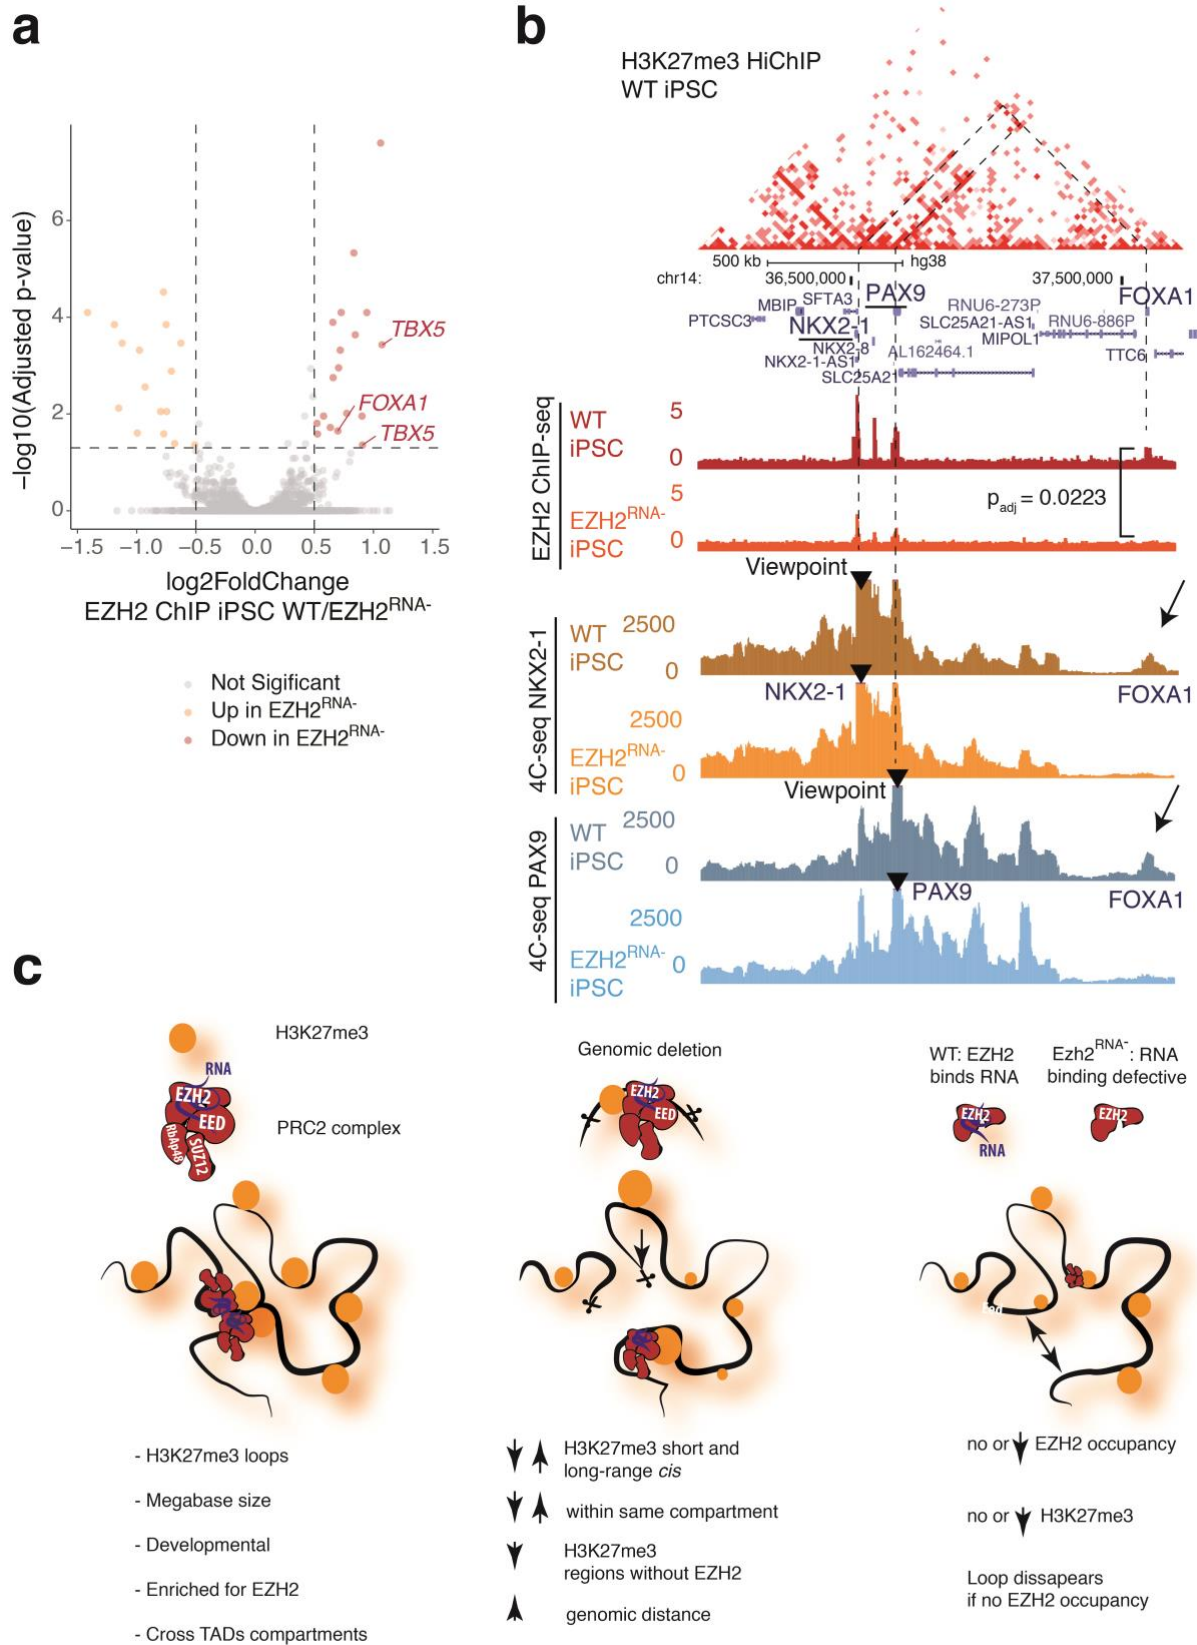 a
−log10(Adjusted p-value)
6
4
2
0
TBX5
FOXA1
TBX5
−1.5 −1.0 −0.5 0.0 0.5 1.0 1.5
log2FoldChange
EZH2 ChIP iPSC WT/EZH2RNA-
Not Sigificant
Up in EZH2RNA-
Down in EZH2RNA-
b
H3K27me3 HiChIP
WT iPSC
500 kb hg38
chr14: 36,500,000 37,500,000
FOXA1
PAX9
MBIP SFTA3 RNU6-273P
PTCSC3 NKX2-1 SLC25A21-AS1 RNU6-886P
MIPOL1
NKX2-8 AL162464.1 TTC6
NKX2-1-AS1
SLC25A21
EZH2 ChIP-seq
WT
iPSC
5
0
EZH2RNA-
iPSC
5
0
padj = 0.0223
Viewpoint
4C-seq NKX2-1
WT
iPSC
2500
0
NKX2-1
FOXA1
EZH2RNA-
iPSC
2500
0
Viewpoint
4C-seq PAX9
WT
iPSC
2500
0
PAX9
FOXA1
EZH2RNA-
iPSC
2500
0
c
H3K27me3
RNA
EZH2
EED
RbAp48
SUZ12
PRC2 complex
- H3K27me3 loops
- Megabase size
- Developmental
- Enriched for EZH2
- Cross TADs compartments
Genomic deletion
EZH2
EED
H3K27me3 short and
long-range cis
within same compartment
H3K27me3
regions without EZH2
genomic distance
WT: EZH2
binds RNA
Ezh2RNA- : RNA
binding defective
EZH2
RNA
EZH2
Eed
no or EZH2 occupancy
no or H3K27me3
Loop dissapears
if no EZH2 occupancy